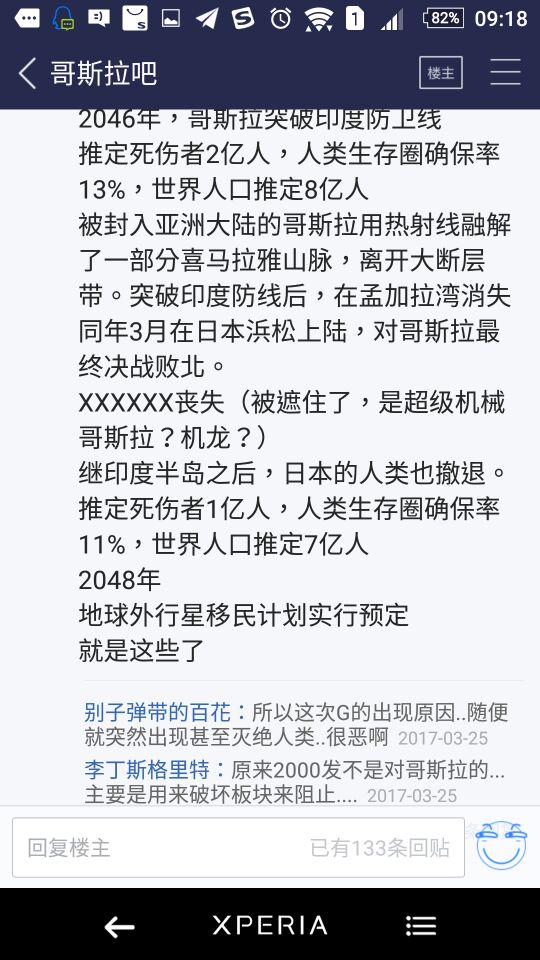 1
82%
09:18
哥斯拉吧
楼主
2046年，哥斯拉突破印度防卫线
推定死伤者2亿人，人类生存圈确保率
13%，世界人口推定8亿人
被封入亚洲大陆的哥斯拉用热射线融解
了一部分喜马拉雅山脉，离开大断层
带。突破印度防线后，在孟加拉湾消失
同年3月在日本浜松上陆，对哥斯拉最
终决战败北。
XXXXXX丧失（被遮住了，是超级机械
哥斯拉？机龙？）
继印度半岛之后，日本的人类也撤退。
推定死伤者1亿人，人类生存圈确保率
11%，世界人口推定7亿人
2048年
地球外行星移民计划实行预定
就是这些了
别子弹带的百花：所以这次G的出现原因..随便
就突然出现甚至灭绝人类..很恶啊 2017-03-25
李丁斯格里特：原来2000发不是对哥斯拉的...
主要是用来破坏板块来阻止.... 2017-03-25
回复楼主
已有133条回贴
XPERIA